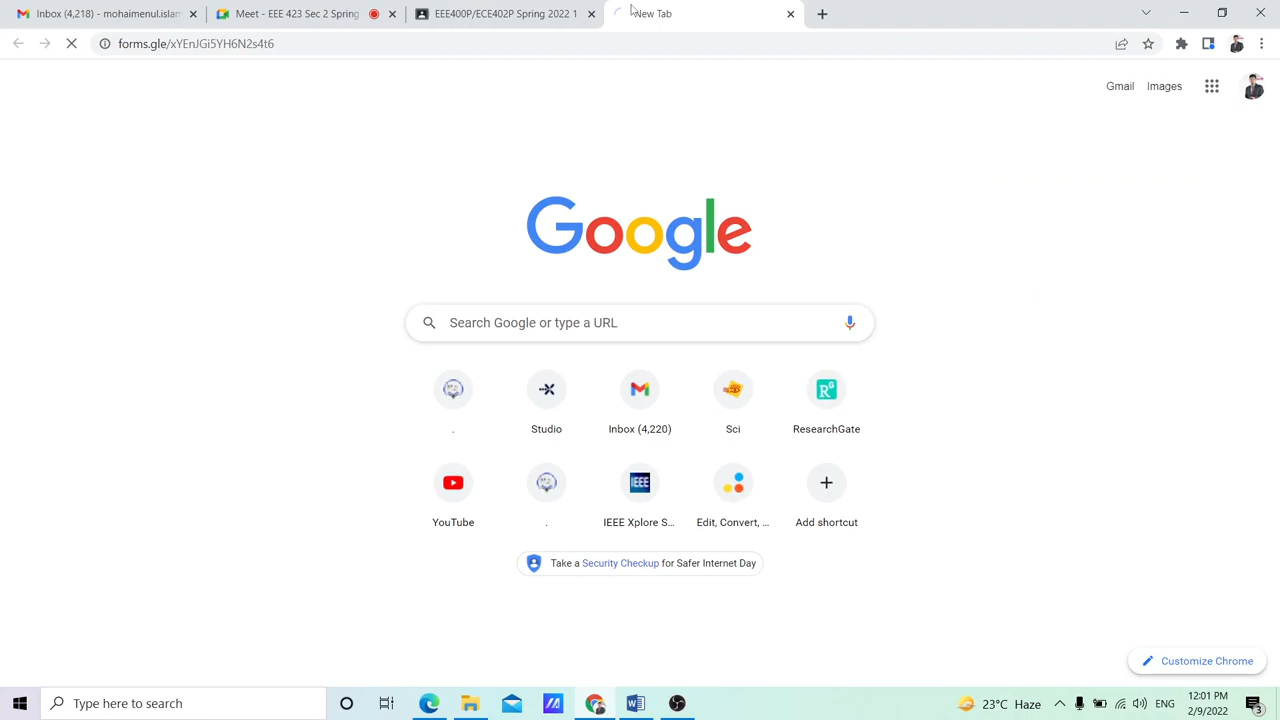 Inbox (4,218) - mohaimenul.islam
Meet - EEE 423 Sec 2 Spring
EEE400P/ECE402P Spring 2022 1
New Tab
forms.gle/xYEnJGi5YH6N2s4t6
Gmail
Images
Google
Search Google or type a URL
.
Studio
Inbox (4,220)
Sci
ResearchGate
YouTube
.
IEEE Xplore S...
Edit, Convert, ...
Add shortcut
Take a Security Checkup for Safer Internet Day
Customize Chrome
Type here to search
23°C Haze
ENG
12:01 PM
2/9/2022
3